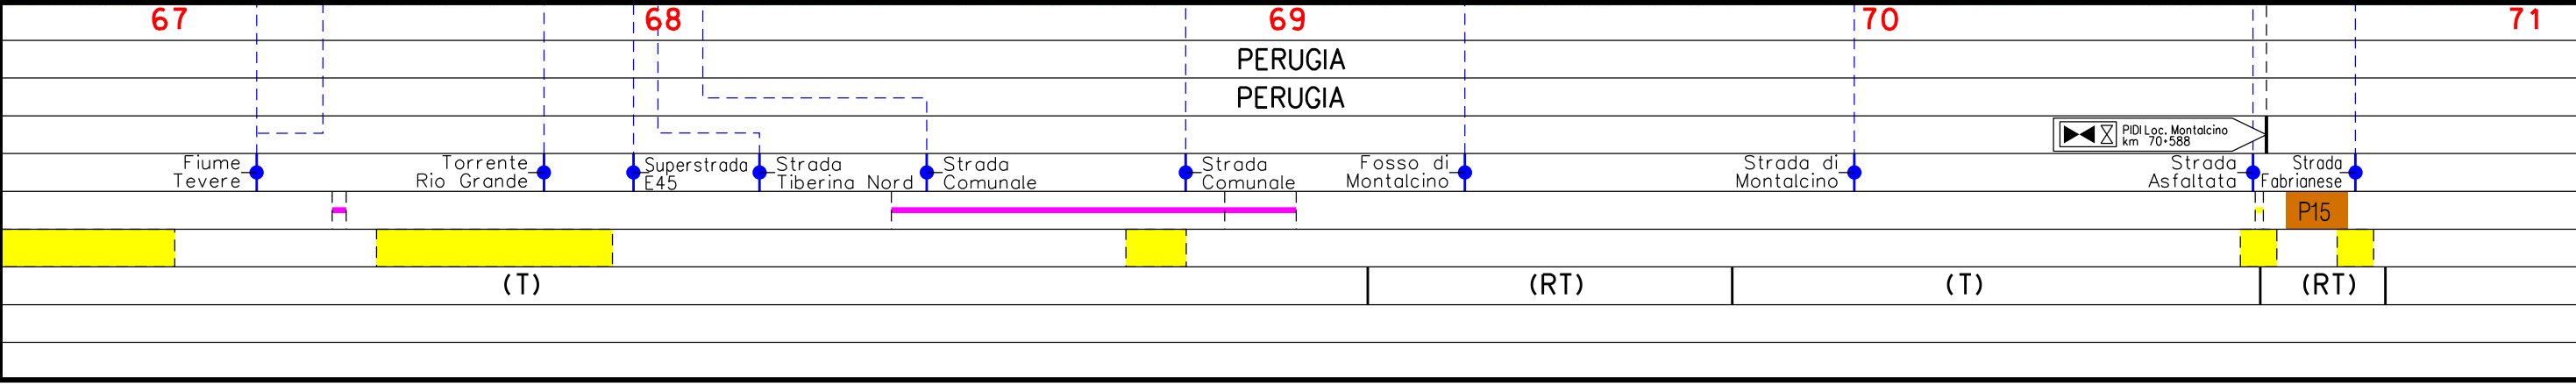 67 68 69 70 71
PERUGIA
PERUGIA
PIDI Loc. Montalcino
km 70+588
Fiume
Tevere
Torrente
Rio Grande
Superstrada
E45
Strada
Tiberina Nord
Strada
Comunale
Strada
Comunale
Fosso di
Montalcino
Strada di
Montalcino
Strada
Asfaltata
Strada
Fabrianese
P15
(T) (RT) (T) (RT)